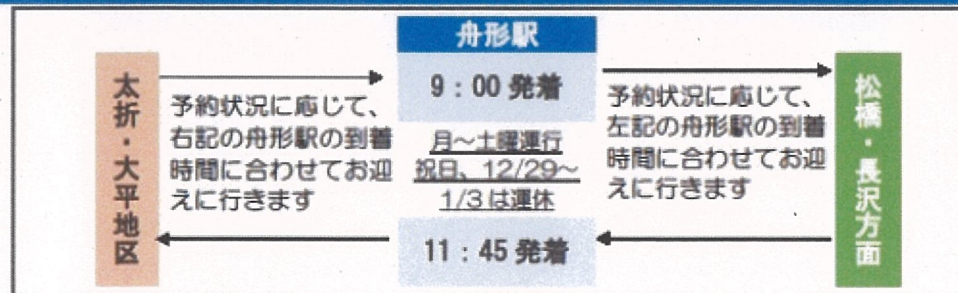 舟形駅
太折・大平地区
予約状況に応じて、
右記の舟形駅の到着
時間に合わせてお迎
えに行きます
9：00 発着
月～土曜運行
祝日、12/29～
1/3 は運休
11：45 発着
予約状況に応じて、
左記の舟形駅の到着
時間に合わせてお迎
えに行きます
松橋・長沢方面